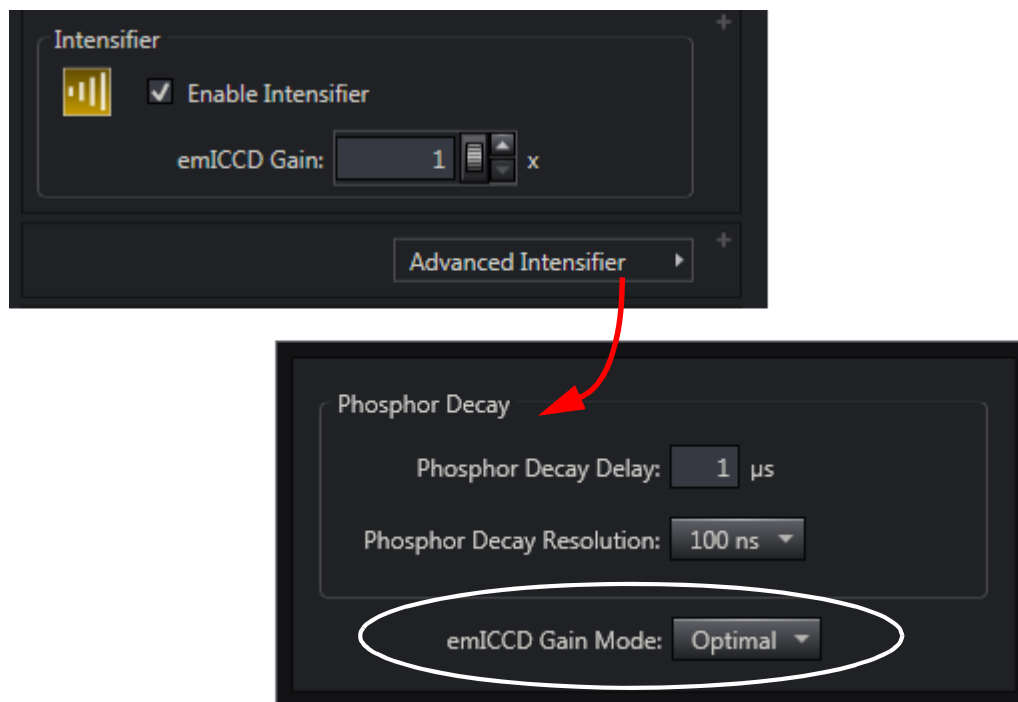 Intensifier
Enable Intensifier
emICCD Gain: 1 x
Advanced Intensifier
Phosphor Decay
Phosphor Decay Delay: 1 µs
Phosphor Decay Resolution: 100 ns
emICCD Gain Mode: Optimal